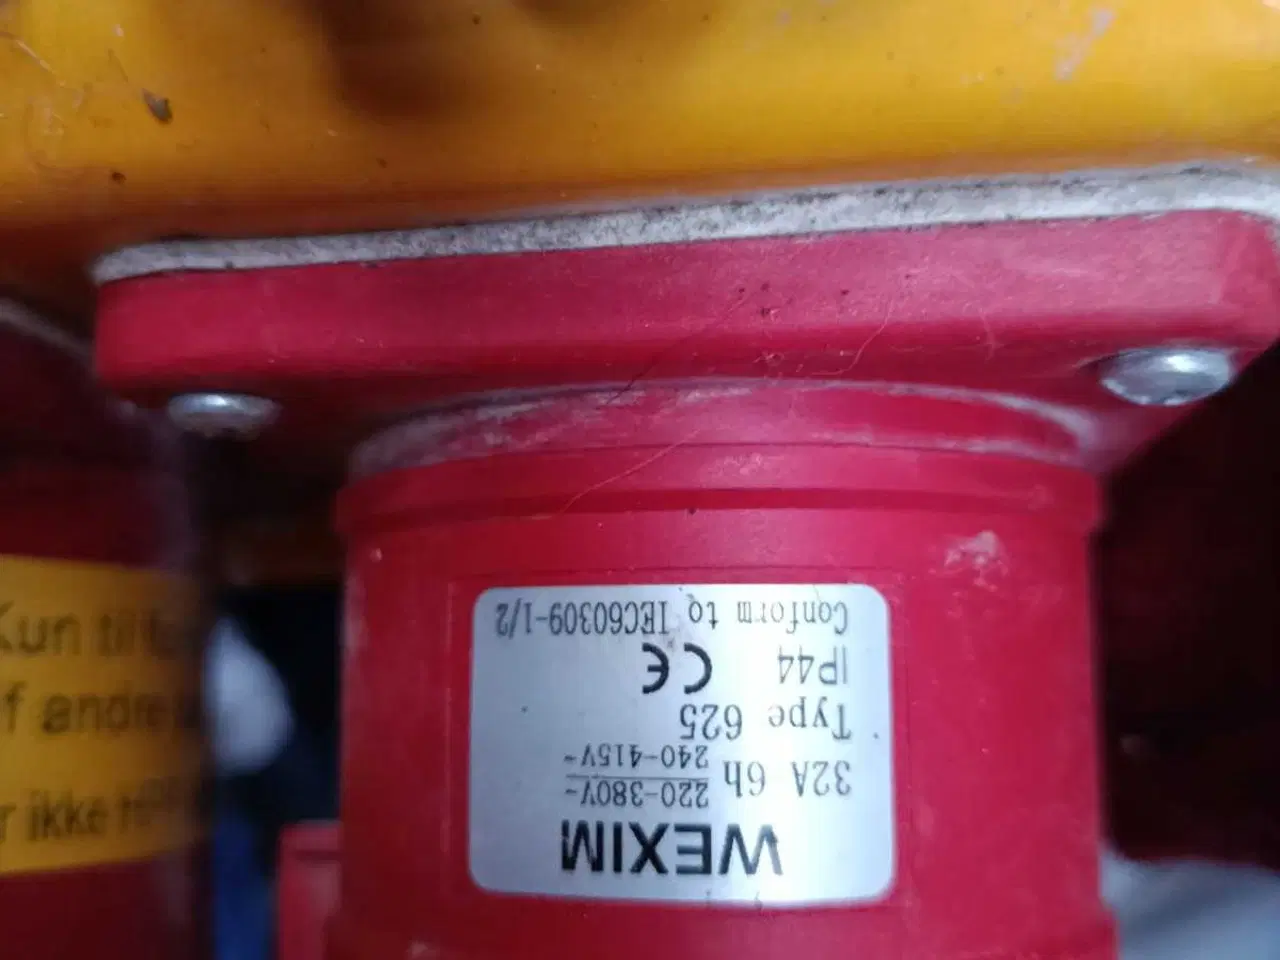 WEXIM
32A 6h 220-380V~
240-415V~
Type 625
IP44 CE
Conform to IEC60309-1/2
Kun til
af andre
r ikke